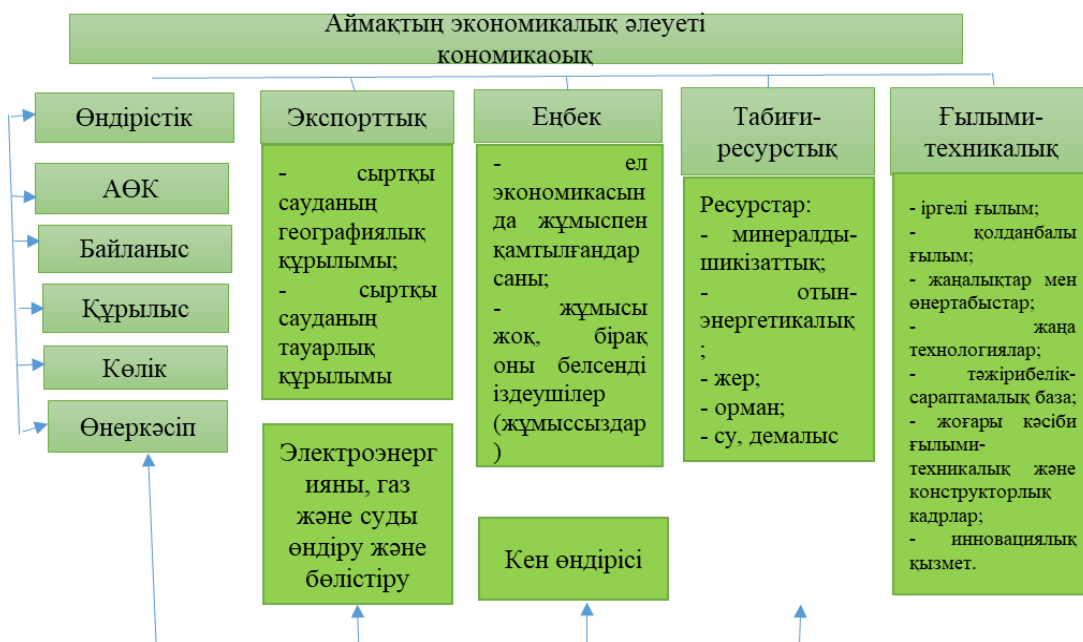 Аймақтың экономикалық әлеуеті
кономикаоық
Өндірістік
АӨК
Байланыс
Құрылыс
Көлік
Өнеркәсіп
Экспорттық
- сыртқы
сауданың
географиялық
құрылымы;
- сыртқы
сауданың
тауарлық
құрылымы
Электроэнерг
ияны, газ
және суды
өндіру және
бөлістіру
Еңбек
- ел
экономикасын
да жұмыспен
қамтылғандар
саны;
- жұмысы
жоқ, бірақ
оны белсенді
іздеушілер
(жұмыссыздар
)
Кен өндірісі
Табиғи-
ресурстық
Ресурстар:
- минералды-
шикізаттық;
- отын-
энергетикалық
;
- жер;
- орман;
- су, демалыс
Ғылыми-
техникалық
- іргелі ғылым;
- қолданбалы
ғылым;
- жаңалықтар мен
өнертабыстар;
- жаңа
технологиялар;
- тәжірибелік-
сараптамалық база;
- жоғары кәсіби
ғылыми-
техникалық және
конструкторлық
кадрлар;
- инновациялық
қызмет.